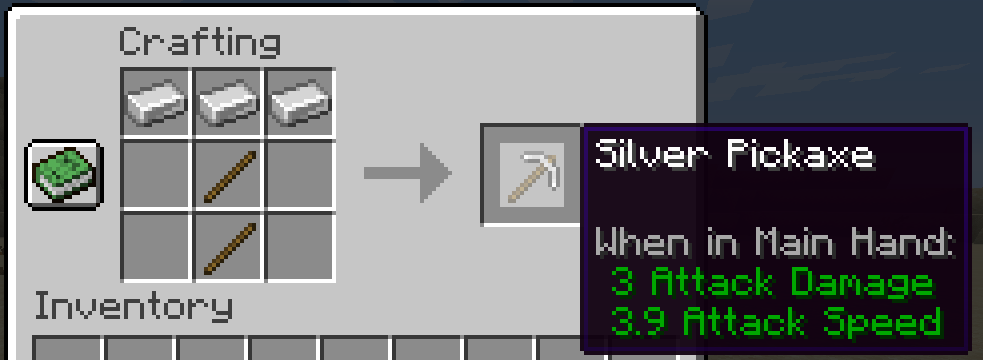 Crafting
Silver Pickaxe
When in Main Hand:
3 Attack Damage
3.9 Attack Speed
Inventory